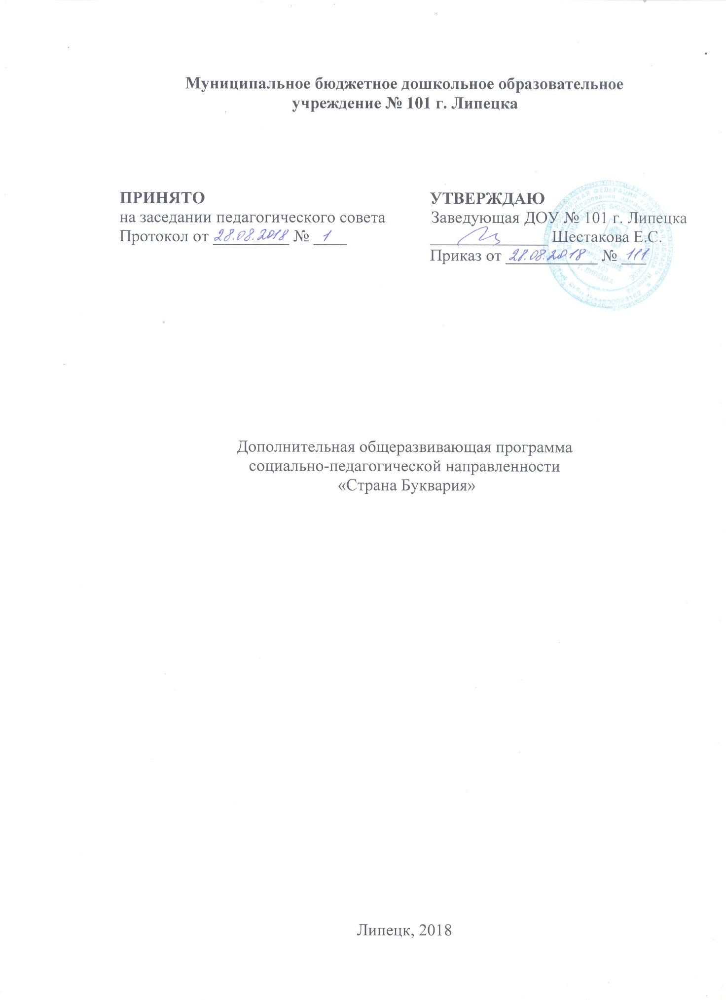 Муниципальное бюджетное дошкольное образовательное
учреждение № 101 г. Липецка
ПРИНЯТО
на заседании педагогического совета
Протокол от 28.08.2018 № 1
УТВЕРЖДАЮ
Заведующая ДОУ № 101 г. Липецка
Шестакова Е.С.
Приказ от 28.08.2018 № 111
Дополнительная общеразвивающая программа
социально-педагогической направленности
«Страна Буквария»
Липецк, 2018